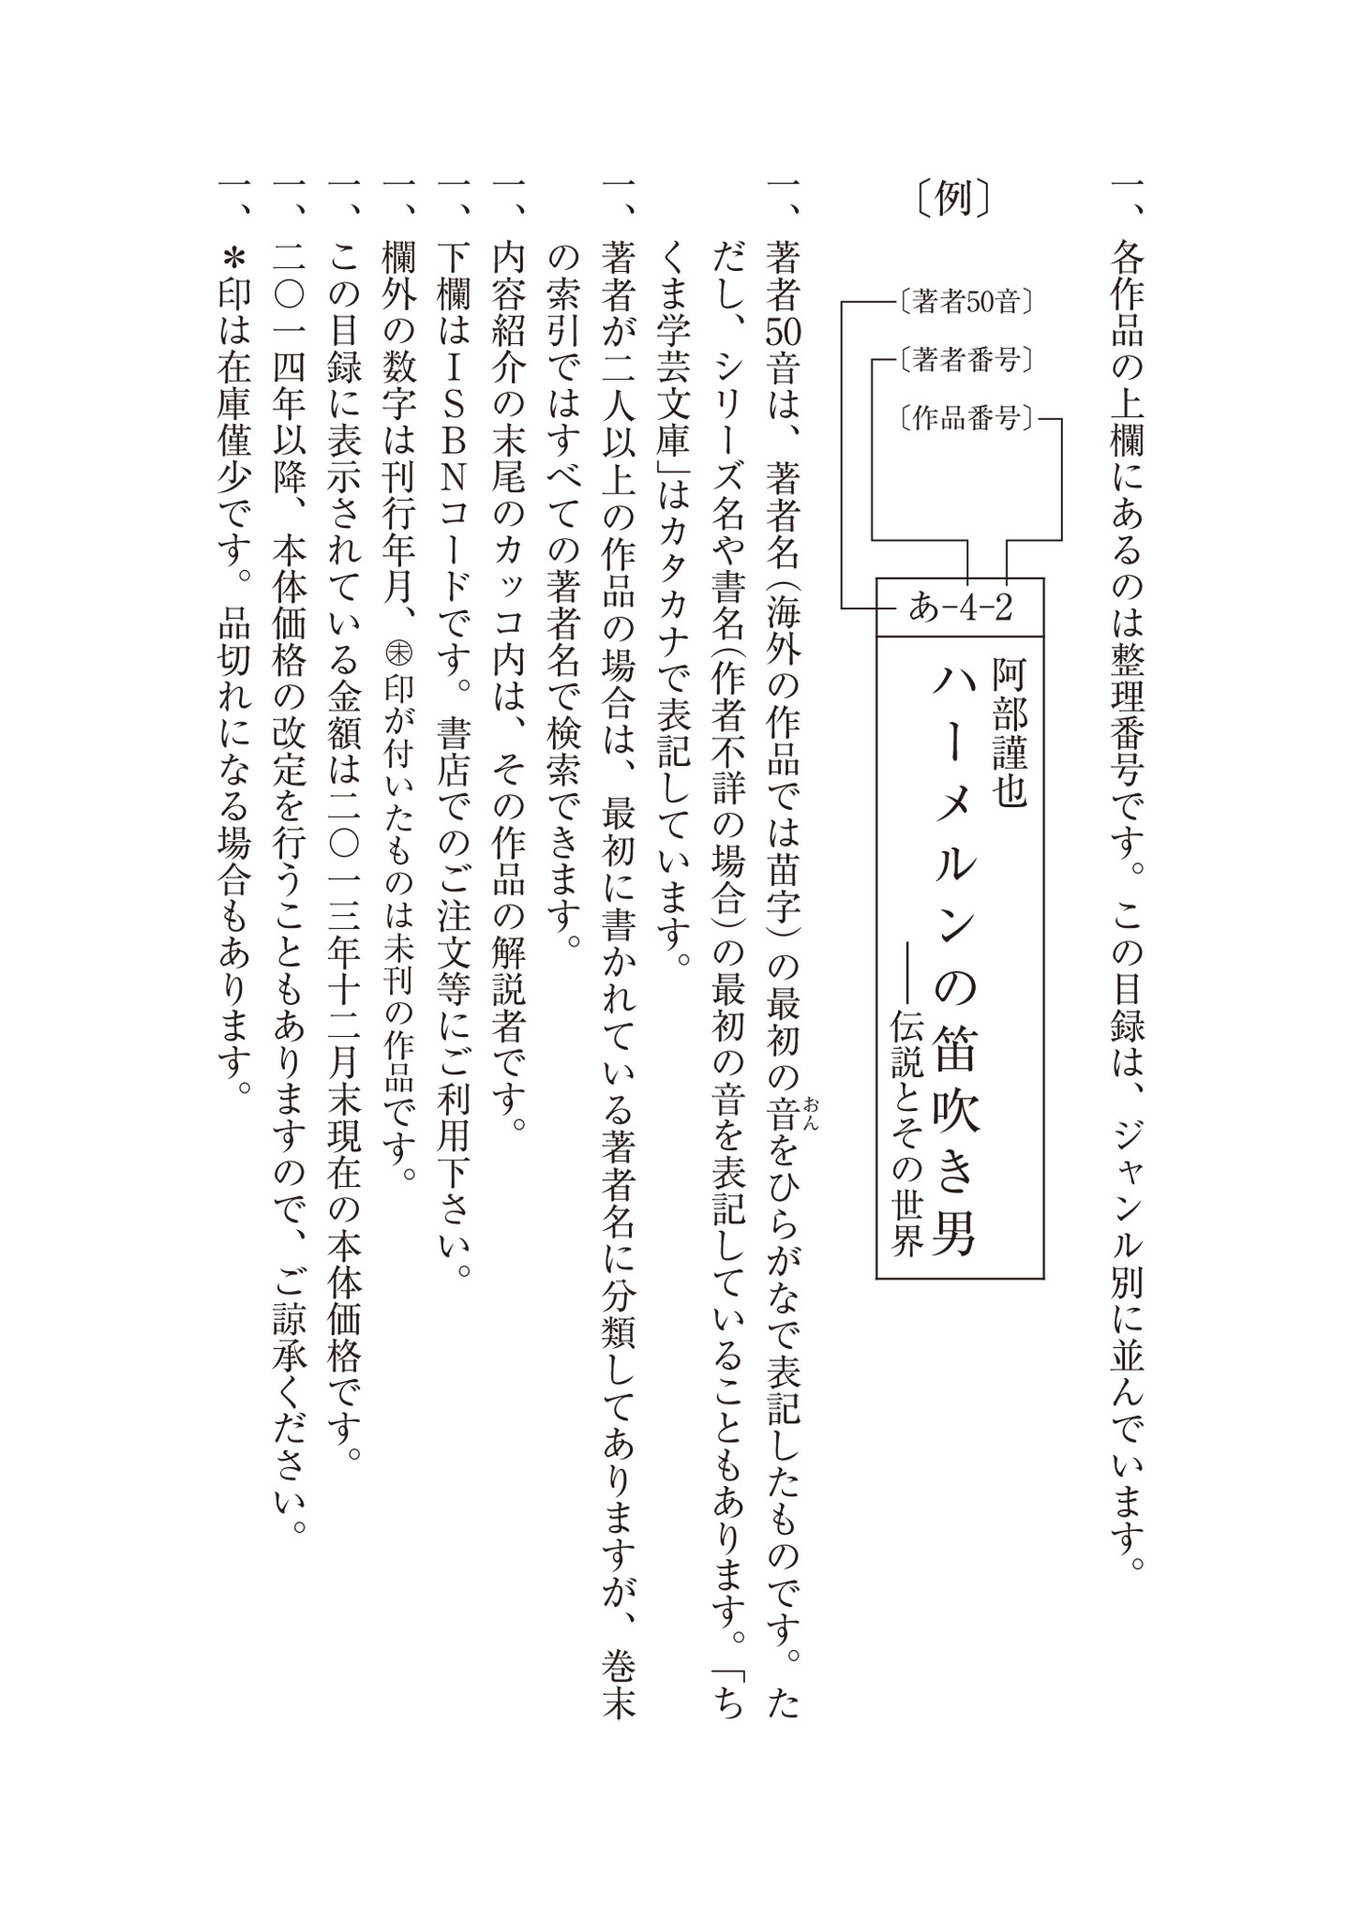 一、各作品の上欄にあるのは整理番号です。この目録は、ジャンル別に並んでいます。
〔例〕
〔著者50音〕
〔著者番号〕
〔作品番号〕
あ-4-2
阿部謹也
ハーメルンの笛吹き男
──伝説とその世界
一、著者50音は、著者名（海外の作品では苗字）の最初の音をひらがなで表記したものです。た
おん
だし、シリーズ名や書名（作者不詳の場合）の最初の音を表記していることもあります。「ち
くま学芸文庫」はカタカナで表記しています。
一、著者が二人以上の作品の場合は、最初に書かれている著者名に分類してありますが、巻末
の索引ではすべての著者名で検索できます。
一、内容紹介の末尾のカッコ内は、その作品の解説者です。
一、下欄はＩＳＢＮコードです。書店でのご注文等にご利用下さい。
一、欄外の数字は刊行年月、㊍印が付いたものは未刊の作品です。
一、この目録に表示されている金額は二〇一三年十二月末現在の本体価格です。
一、二〇一四年以降、本体価格の改定を行うこともありますので、ご諒承ください。
一、＊印は在庫僅少です。品切れになる場合もあります。